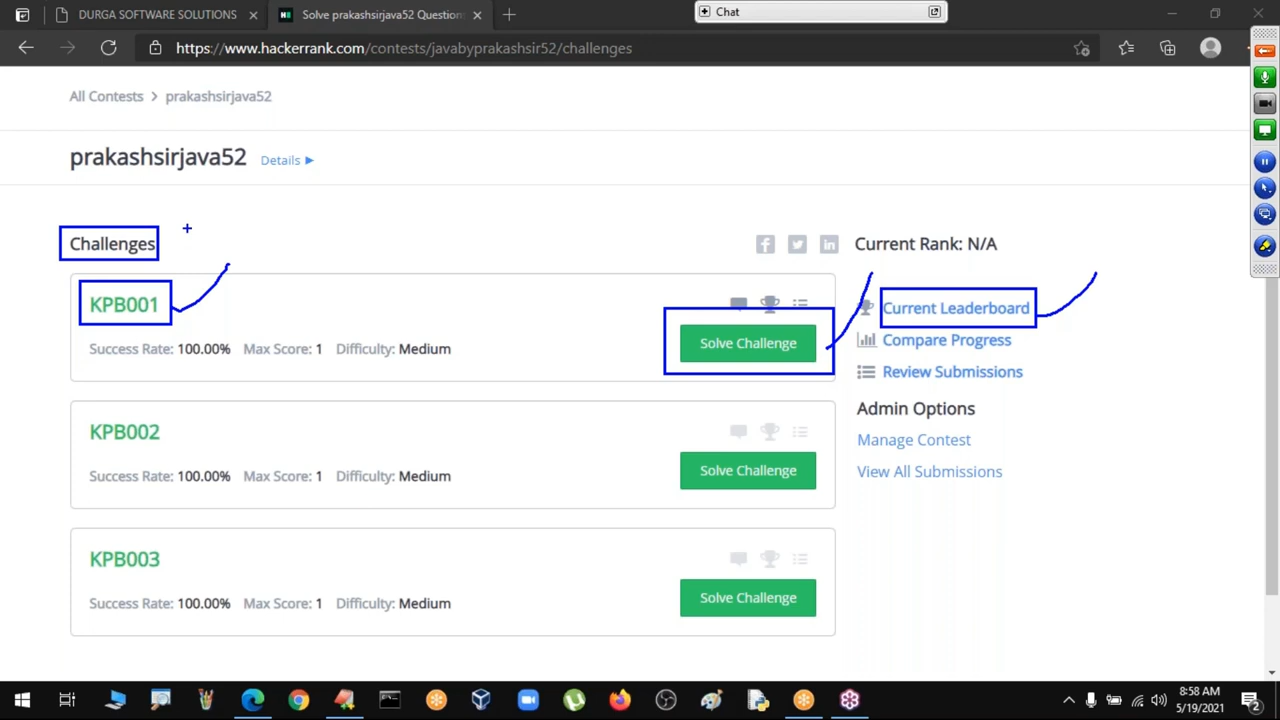 DURGA SOFTWARE SOLUTIONS
Solve prakashsirjava52 Question
Chat
https://www.hackerrank.com/contests/javabyprakashsir52/challenges
All Contests > prakashsirjava52
prakashsirjava52 Details
Challenges
Current Rank: N/A
KPB001
Success Rate: 100.00% Max Score: 1 Difficulty: Medium
Solve Challenge
KPB002
Success Rate: 100.00% Max Score: 1 Difficulty: Medium
Solve Challenge
KPB003
Success Rate: 100.00% Max Score: 1 Difficulty: Medium
Solve Challenge
Current Leaderboard
Compare Progress
Review Submissions
Admin Options
Manage Contest
View All Submissions
8:58 AM
5/19/2021
2